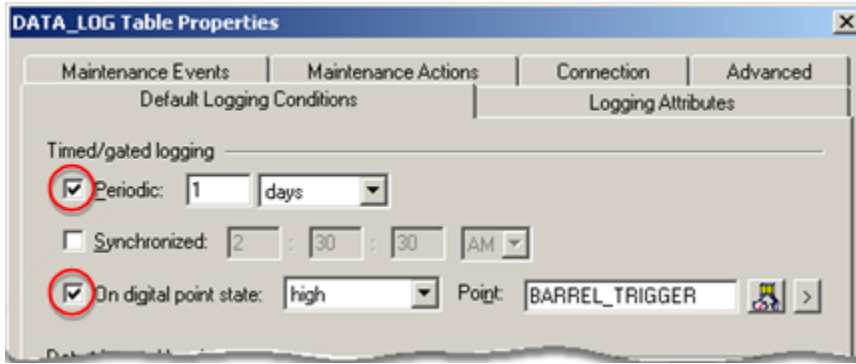 DATA_LOG Table Properties
Maintenance Events Maintenance Actions Connection Advanced
Default Logging Conditions Logging Attributes
Timed/gated logging
Periodic: 1 days
Synchronized: 2 : 30 : 30 AM
On digital point state: high Point: BARREL_TRIGGER >